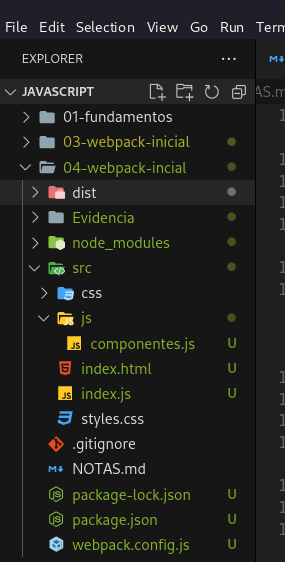 File Edit Selection View Go Run Term
EXPLORER
JAVASCRIPT
01-fundamentos
03-webpack-inicial
04-webpack-incial
dist
Evidencia
node_modules
src
css
js
JS componentes.js U
index.html U
JS index.js U
styles.css
.gitignore
NOTAS.md
package-lock.json U
package.json U
webpack.config.js U